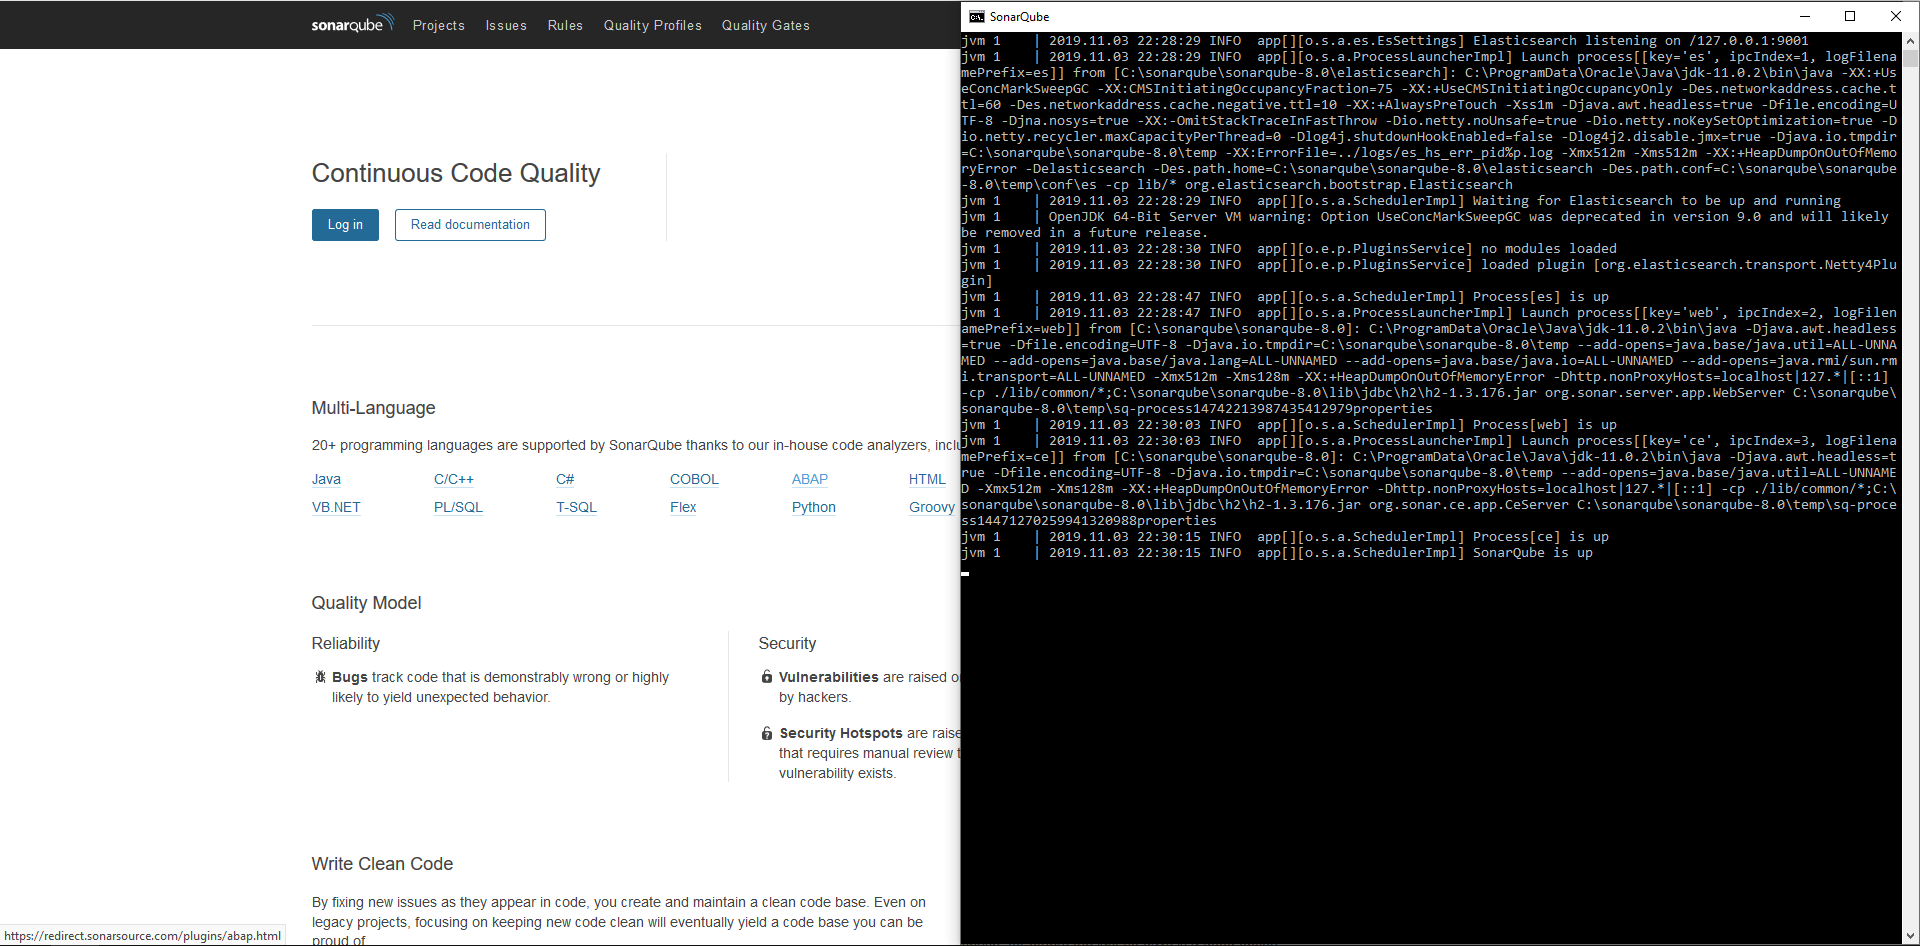 sonarqube Projects Issues Rules Quality Profiles Quality Gates
Continuous Code Quality
Log in Read documentation
Multi-Language
20+ programming languages are supported by SonarQube thanks to our in-house code analyzers, inclu
Java C/C++ C# COBOL ABAP HTML
VB.NET PL/SQL T-SQL Flex Python Groovy
Quality Model
Reliability
Bugs track code that is demonstrably wrong or highly
likely to yield unexpected behavior.
Security
Vulnerabilities are raised o
by hackers.
Security Hotspots are raise
that requires manual review t
vulnerability exists.
Write Clean Code
By fixing new issues as they appear in code, you create and maintain a clean code base. Even on
legacy projects, focusing on keeping new code clean will eventually yield a code base you can be
proud of
https://redirect.sonarsource.com/plugins/abap.html
SonarQube
jvm 1    | 2019.11.03 22:28:29 INFO  app[][o.s.a.es.EsSettings] Elasticsearch listening on /127.0.0.1:9001
jvm 1    | 2019.11.03 22:28:29 INFO  app[][o.s.a.ProcessLauncherImpl] Launch process[[key='es', ipcIndex=1, logFilena
mePrefix=es]] from [C:\sonarqube\sonarqube-8.0\elasticsearch]: C:\ProgramData\Oracle\Java\jdk-11.0.2\bin\java -XX:+Us
eConcMarkSweepGC -XX:CMSInitiatingOccupancyFraction=75 -XX:+UseCMSInitiatingOccupancyOnly -Des.networkaddress.cache.t
tl=60 -Des.networkaddress.cache.negative.ttl=10 -XX:+AlwaysPreTouch -Xss1m -Djava.awt.headless=true -Dfile.encoding=U
TF-8 -Djna.nosys=true -XX:-OmitStackTraceInFastThrow -Dio.netty.noUnsafe=true -Dio.netty.noKeySetOptimization=true -D
io.netty.recycler.maxCapacityPerThread=0 -Dlog4j.shutdownHookEnabled=false -Dlog4j2.disable.jmx=true -Djava.io.tmpdir
=C:\sonarqube\sonarqube-8.0\temp -XX:ErrorFile=../logs/es_hs_err_pid%p.log -Xmx512m -Xms512m -XX:+HeapDumpOnOutOfMemo
ryError -Delasticsearch -Des.path.home=C:\sonarqube\sonarqube-8.0\elasticsearch -Des.path.conf=C:\sonarqube\sonarqube
-8.0\temp\conf\es -cp lib/* org.elasticsearch.bootstrap.Elasticsearch
jvm 1    | 2019.11.03 22:28:29 INFO  app[][o.s.a.SchedulerImpl] Waiting for Elasticsearch to be up and running
jvm 1    | OpenJDK 64-Bit Server VM warning: Option UseConcMarkSweepGC was deprecated in version 9.0 and will likely
be removed in a future release.
jvm 1    | 2019.11.03 22:28:30 INFO  app[][o.e.p.PluginsService] no modules loaded
jvm 1    | 2019.11.03 22:28:30 INFO  app[][o.e.p.PluginsService] loaded plugin [org.elasticsearch.transport.Netty4Plu
gin]
jvm 1    | 2019.11.03 22:28:47 INFO  app[][o.s.a.SchedulerImpl] Process[es] is up
jvm 1    | 2019.11.03 22:28:47 INFO  app[][o.s.a.ProcessLauncherImpl] Launch process[[key='web', ipcIndex=2, logFilen
amePrefix=web]] from [C:\sonarqube\sonarqube-8.0]: C:\ProgramData\Oracle\Java\jdk-11.0.2\bin\java -Djava.awt.headless
=true -Dfile.encoding=UTF-8 -Djava.io.tmpdir=C:\sonarqube\sonarqube-8.0\temp --add-opens=java.base/java.util=ALL-UNNA
MED --add-opens=java.base/java.lang=ALL-UNNAMED --add-opens=java.base/java.io=ALL-UNNAMED --add-opens=java.rmi/sun.rm
i.transport=ALL-UNNAMED -Xmx512m -Xms128m -XX:+HeapDumpOnOutOfMemoryError -Dhttp.nonProxyHosts=localhost|127.*|[::1]
-cp ./lib/common/*;C:\sonarqube\sonarqube-8.0\lib\jdbc\h2\h2-1.3.176.jar org.sonar.server.app.WebServer C:\sonarqube\
sonarqube-8.0\temp\sq-process14742213987435412979properties
jvm 1    | 2019.11.03 22:30:03 INFO  app[][o.s.a.SchedulerImpl] Process[web] is up
jvm 1    | 2019.11.03 22:30:03 INFO  app[][o.s.a.ProcessLauncherImpl] Launch process[[key='ce', ipcIndex=3, logFilena
mePrefix=ce]] from [C:\sonarqube\sonarqube-8.0]: C:\ProgramData\Oracle\Java\jdk-11.0.2\bin\java -Djava.awt.headless=t
rue -Dfile.encoding=UTF-8 -Djava.io.tmpdir=C:\sonarqube\sonarqube-8.0\temp --add-opens=java.base/java.util=ALL-UNNAME
D -Xmx512m -Xms128m -XX:+HeapDumpOnOutOfMemoryError -Dhttp.nonProxyHosts=localhost|127.*|[::1] -cp ./lib/common/*;C:\
sonarqube\sonarqube-8.0\lib\jdbc\h2\h2-1.3.176.jar org.sonar.ce.app.CeServer C:\sonarqube\sonarqube-8.0\temp\sq-proce
ss14471270259941320988properties
jvm 1    | 2019.11.03 22:30:15 INFO  app[][o.s.a.SchedulerImpl] Process[ce] is up
jvm 1    | 2019.11.03 22:30:15 INFO  app[][o.s.a.SchedulerImpl] SonarQube is up